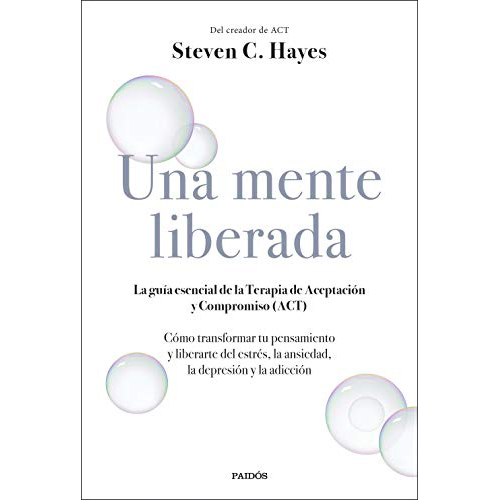 Del creador de ACT
Steven C. Hayes
Una mente
liberada
La guía esencial de la Terapia de Aceptación
y Compromiso (ACT)
Cómo transformar tu pensamiento
y liberarte del estrés, la ansiedad,
la depresión y la adicción
PAIDÓS